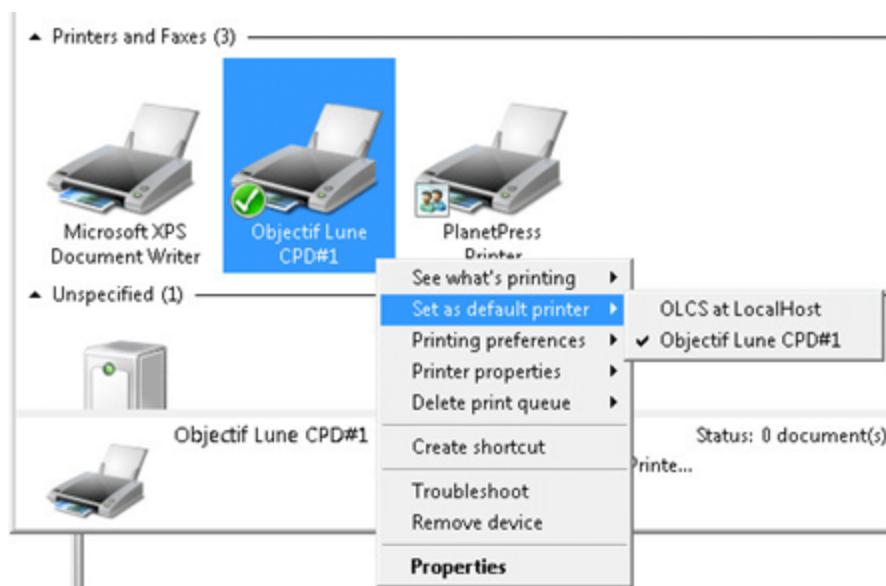 Printers and Faxes (3)
Microsoft XPS
Document Writer
Objectif Lune
CPD#1
PlanetPress
Printer
See what's printing
Set as default printer
OLCS at LocalHost
Objectif Lune CPD#1
Printing preferences
Printer properties
Delete print queue
Create shortcut
Troubleshoot
Remove device
Properties
Unspecified (1)
Objectif Lune CPD#1
Status: 0 document(s)
Printe...